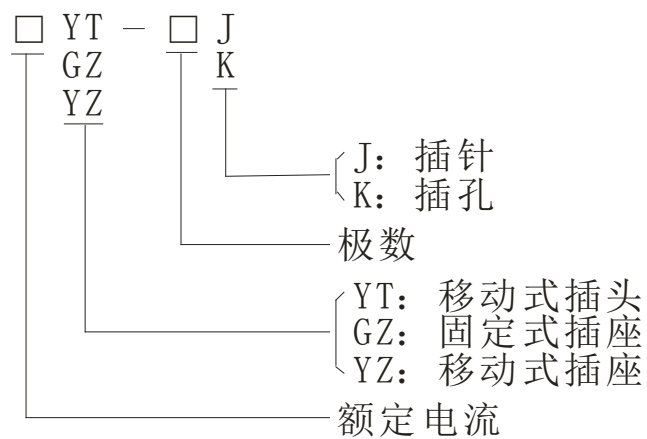 □YT-□J
GZ K
YZ
J: 插针
K: 插孔
极数
YT: 移动式插头
GZ: 固定式插座
YZ: 移动式插座
额定电流